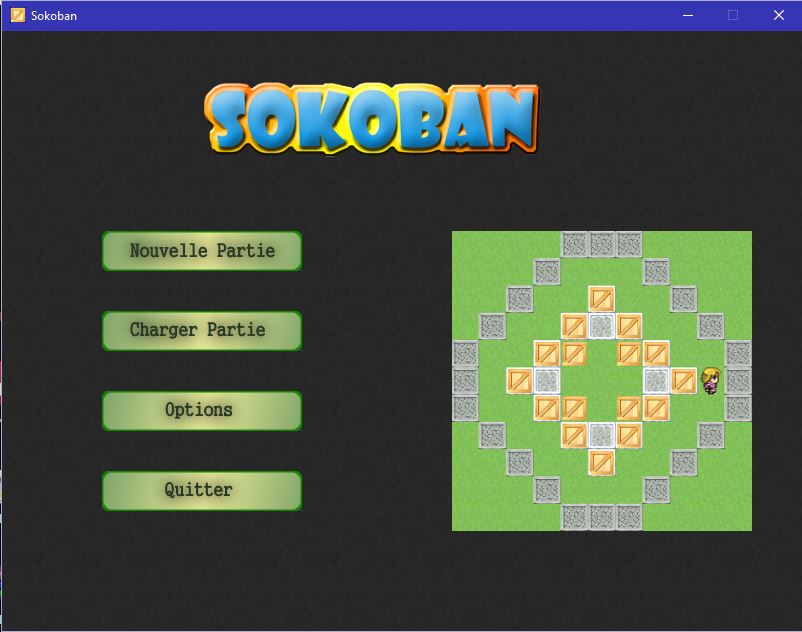 Sokoban
SOKOBAN
Nouvelle Partie
Charger Partie
Options
Quitter